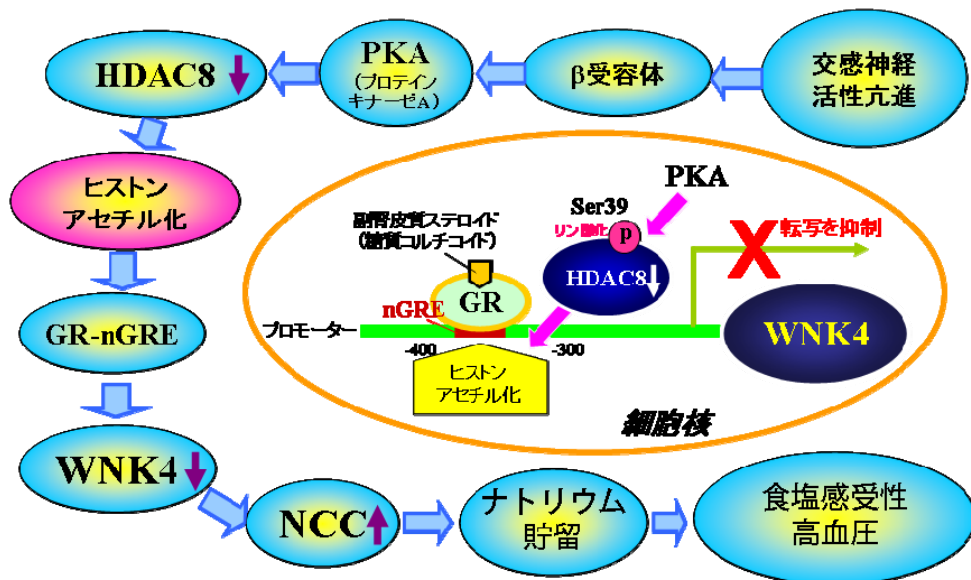 HDAC8
PKA
(プロテイン
キナーゼA)
β受容体
交感神経
活性亢進
ヒストン
アセチル化
GR-nGRE
WNK4
NCC
ナトリウム
貯留
食塩感受性
高血圧
PKA
Ser39
リン酸化
P
HDAC8
副腎皮質ステロイド
(糖質コルチコイド)
GR
nGRE
プロモーター
-400
-300
ヒストン
アセチル化
X
転写を抑制
WNK4
細胞核